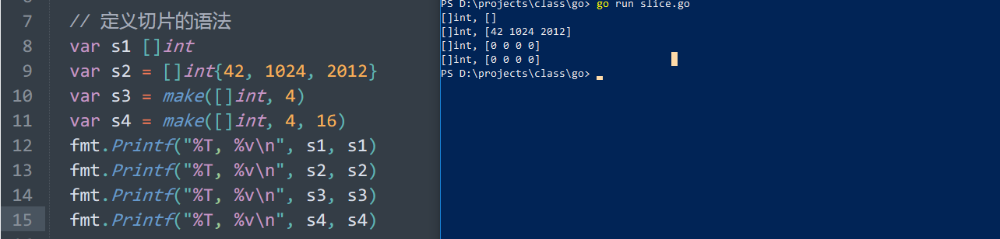 7 // 定义切片的语法
8 var s1 []int
9 var s2 = []int{42, 1024, 2012}
10 var s3 = make([]int, 4)
11 var s4 = make([]int, 4, 16)
12 fmt.Printf("%T, %v\n", s1, s1)
13 fmt.Printf("%T, %v\n", s2, s2)
14 fmt.Printf("%T, %v\n", s3, s3)
15 fmt.Printf("%T, %v\n", s4, s4)
PS D:\projects\class\go> go run slice.go
[]int, []
[]int, [42 1024 2012]
[]int, [0 0 0 0]
[]int, [0 0 0 0]
PS D:\projects\class\go>